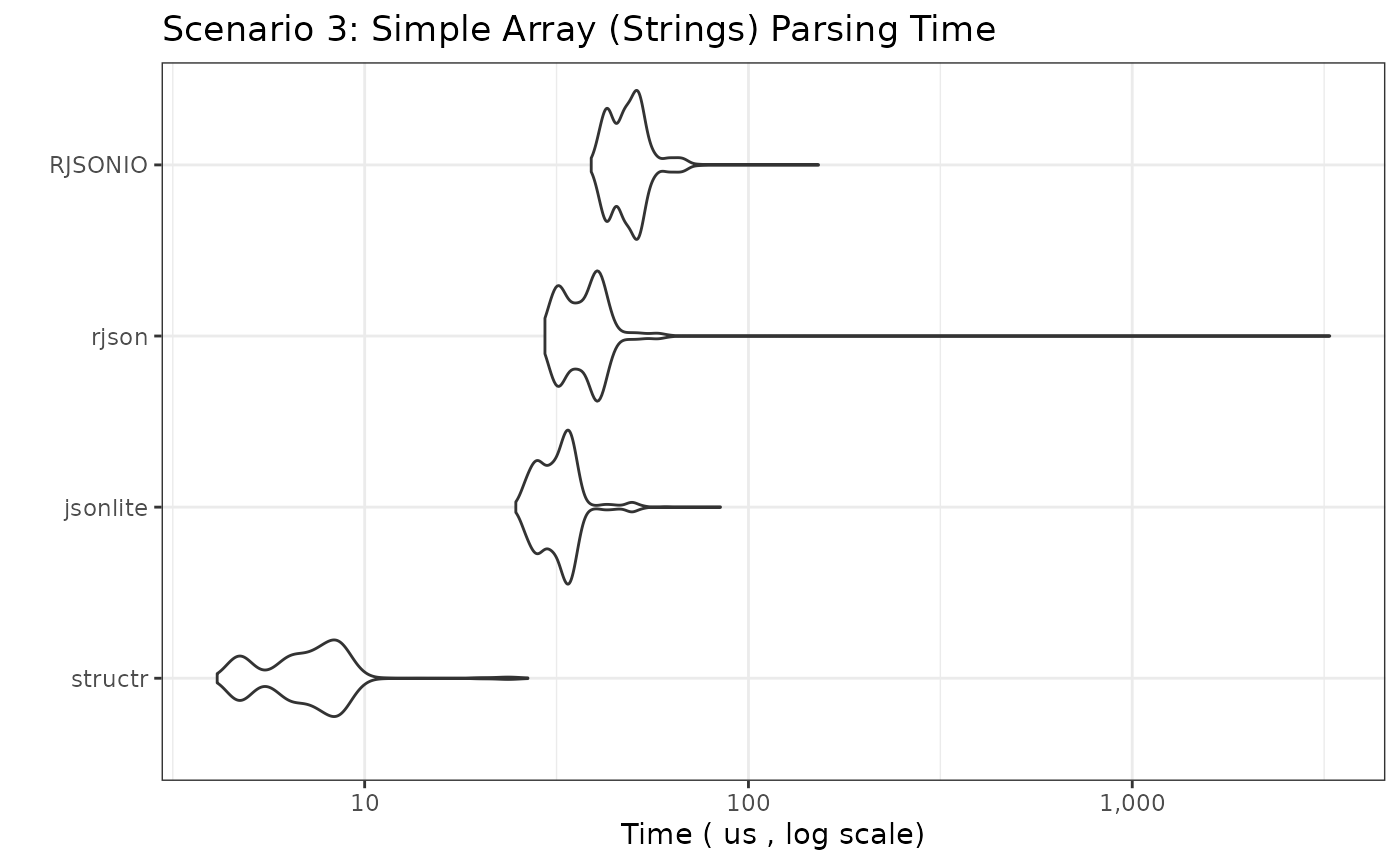 Scenario 3: Simple Array (Strings) Parsing Time
RJSONIO
rjson
jsonlite
structr
10
100
1,000
Time ( us , log scale)